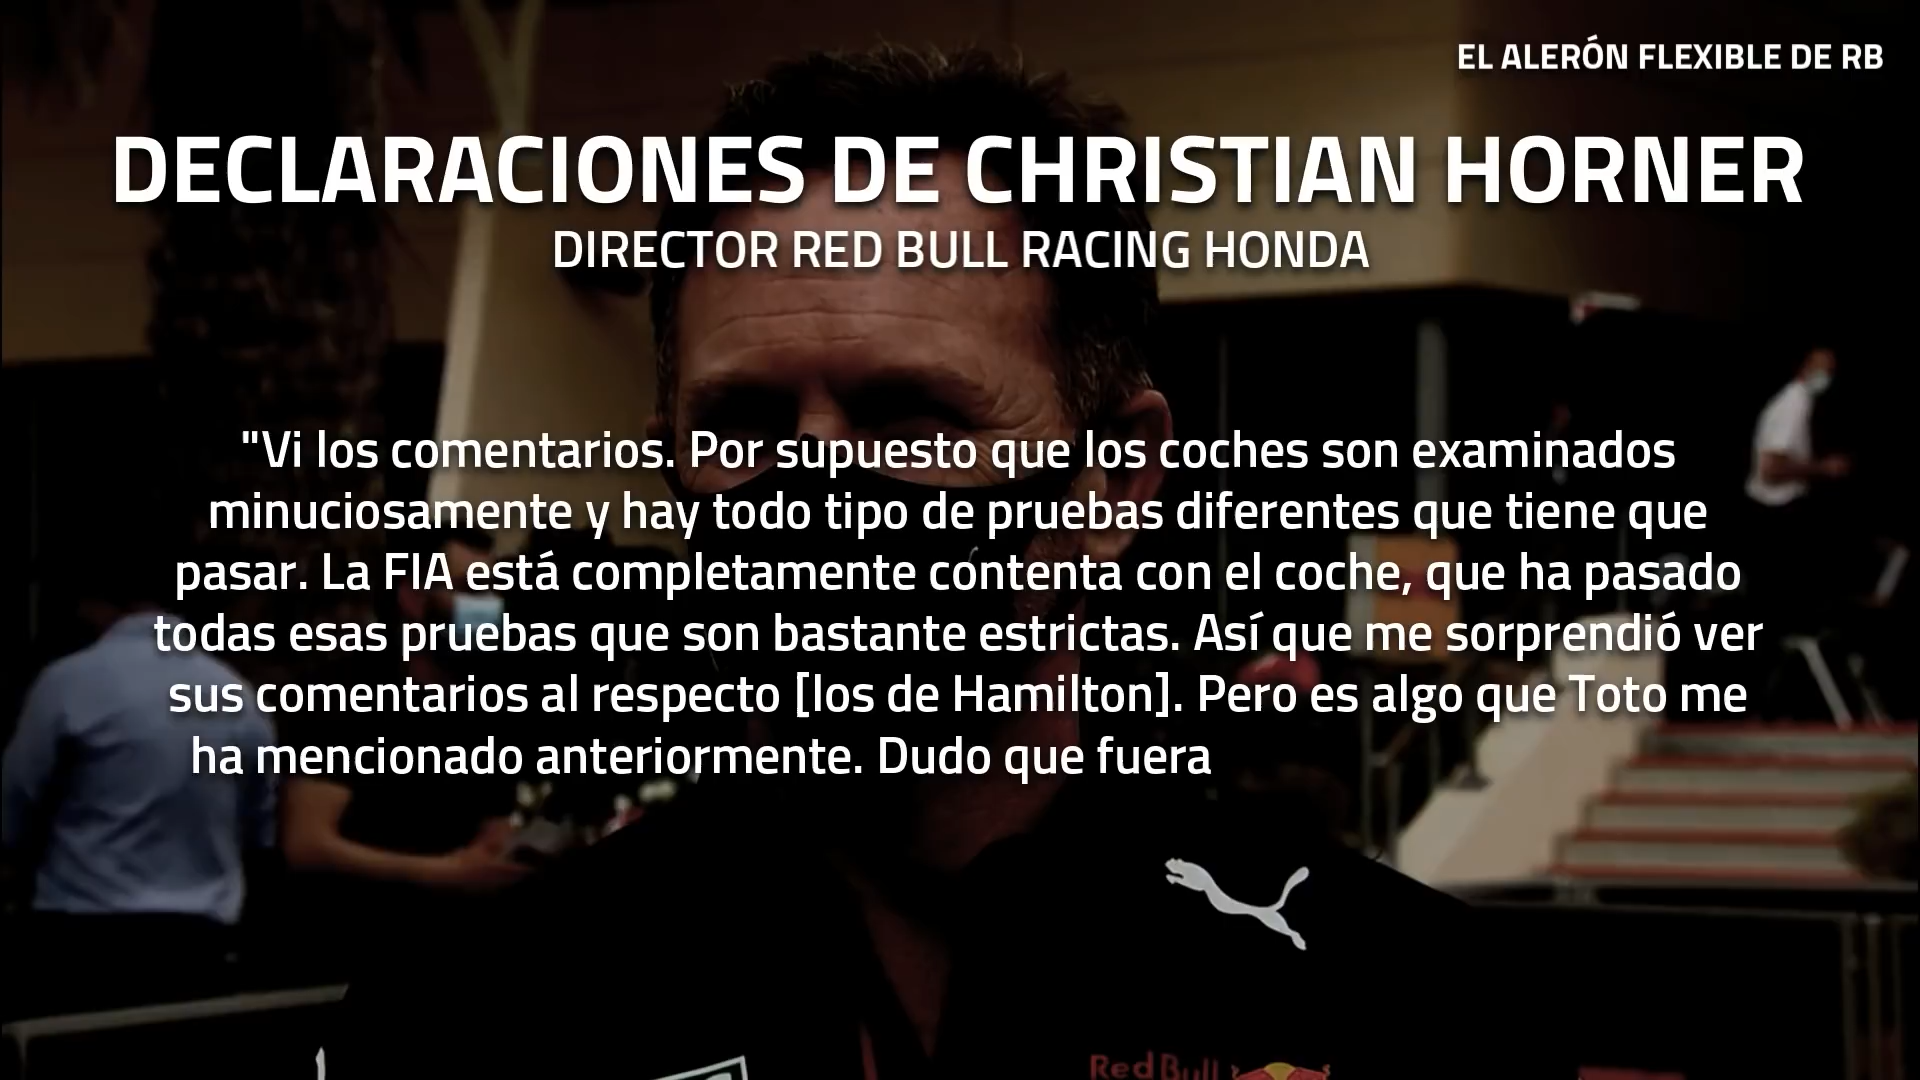 EL ALERÓN FLEXIBLE DE RB
DECLARACIONES DE CHRISTIAN HORNER
DIRECTOR RED BULL RACING HONDA
"Vi los comentarios. Por supuesto que los coches son examinados
minuciosamente y hay todo tipo de pruebas diferentes que tiene que
pasar. La FIA está completamente contenta con el coche, que ha pasado
todas esas pruebas que son bastante estrictas. Así que me sorprendió ver
sus comentarios al respecto [los de Hamilton]. Pero es algo que Toto me
ha mencionado anteriormente. Dudo que fuera
Red Bull